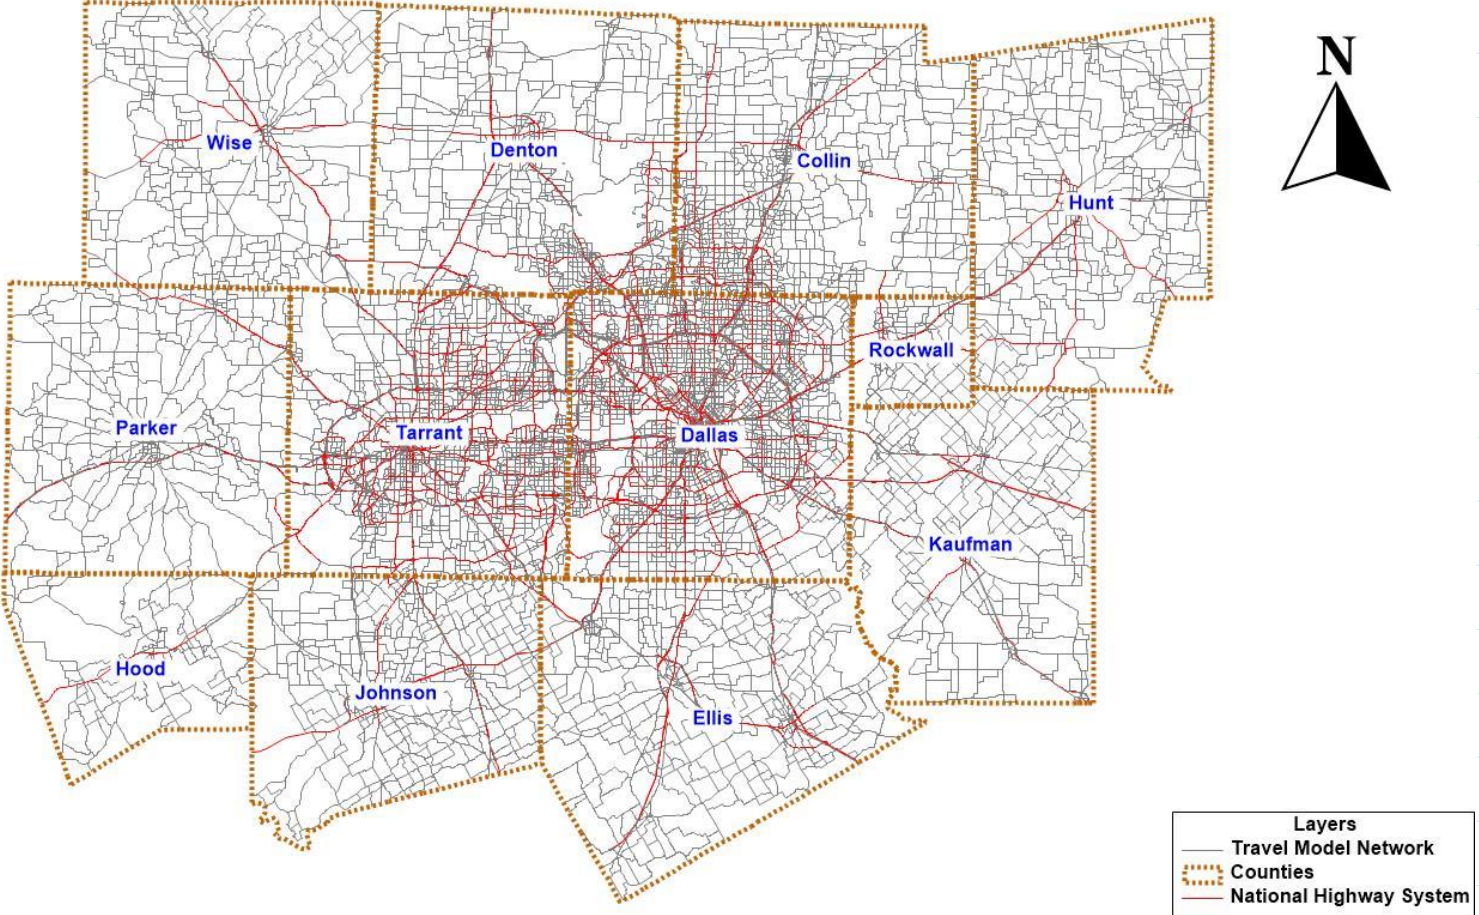 N
Wise
Denton
Collin
Hunt
Rockwall
Parker
Tarrant
Dallas
Kaufman
Hood
Johnson
Ellis
Layers
Travel Model Network
Counties
National Highway System